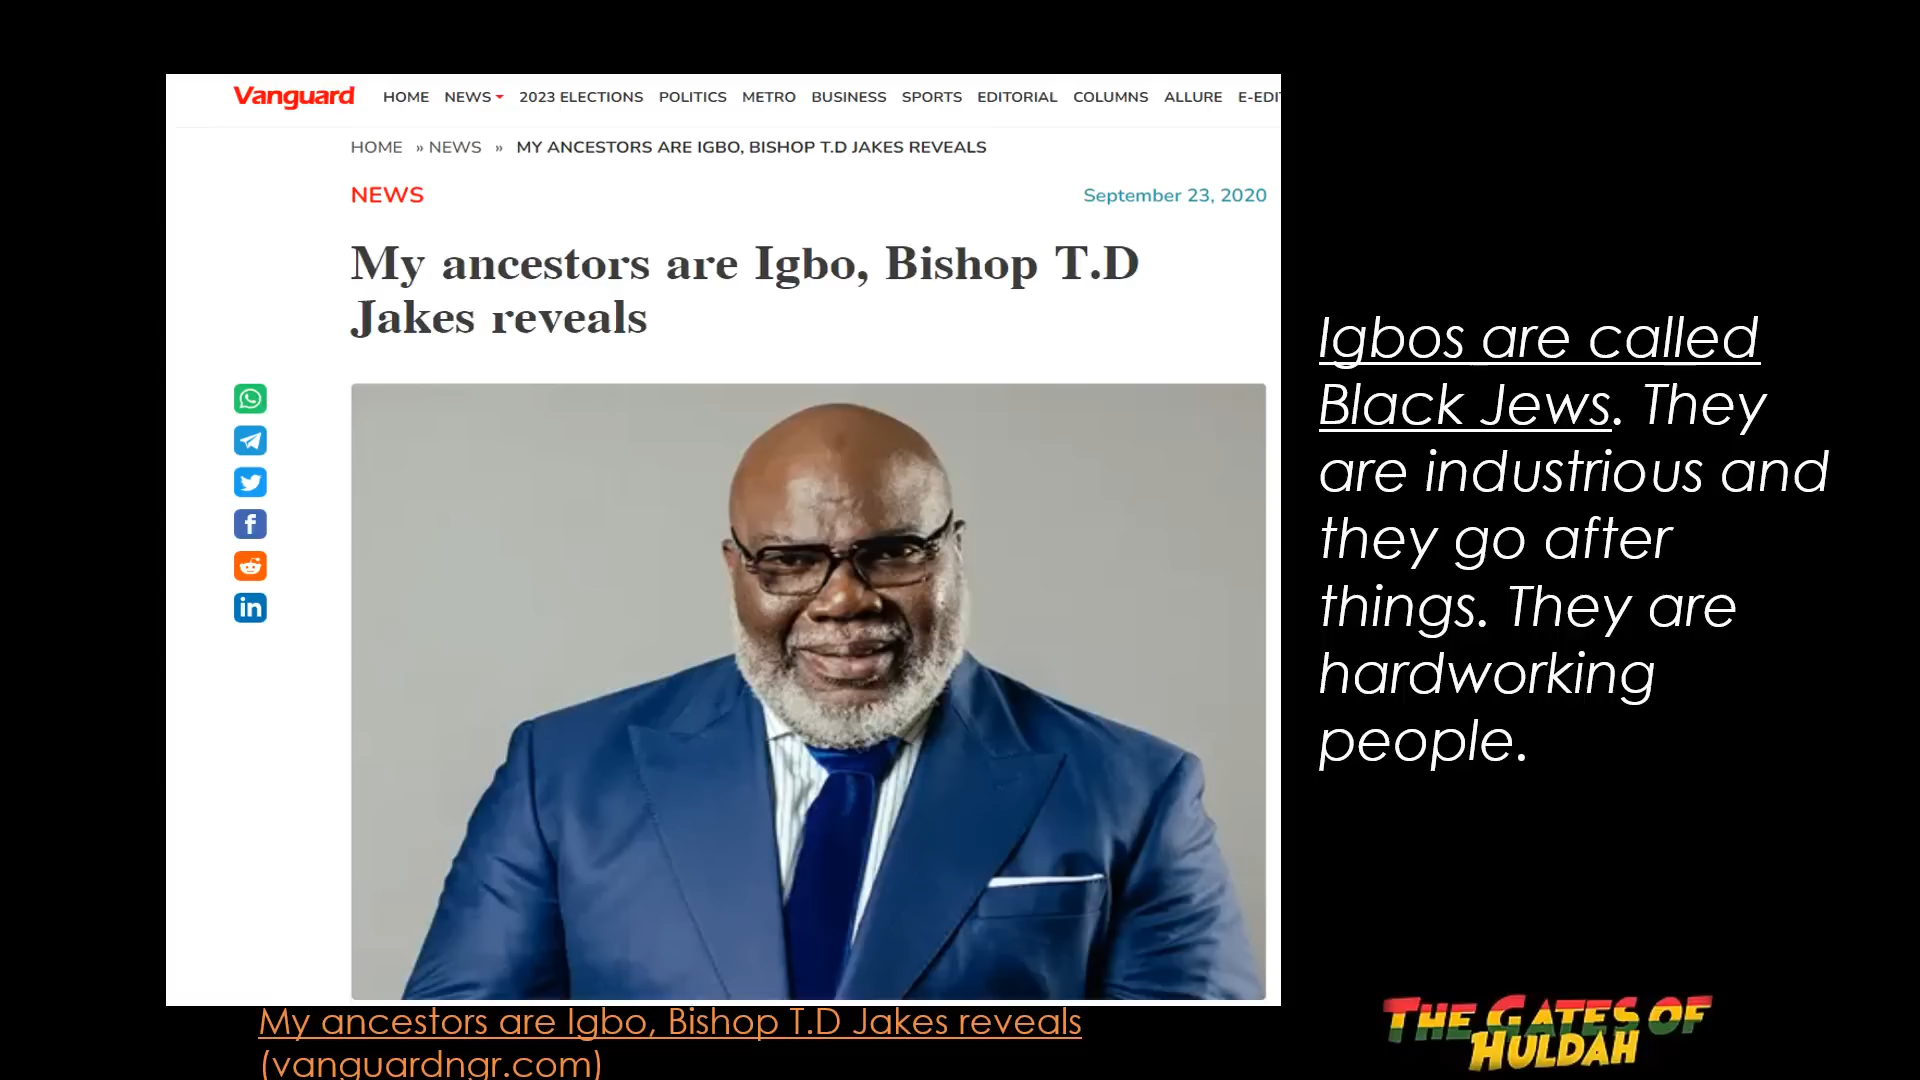 Vanguard HOME NEWS 2023 ELECTIONS POLITICS METRO BUSINESS SPORTS EDITORIAL COLUMNS ALLURE E-EDI
HOME » NEWS » MY ANCESTORS ARE IGBO, BISHOP T.D JAKES REVEALS
NEWS September 23, 2020
My ancestors are Igbo, Bishop T.D
Jakes reveals
Igbos are called
Black Jews. They
are industrious and
they go after
things. They are
hardworking
people.
My ancestors are Igbo, Bishop T.D Jakes reveals
(vanguardngr.com)
THE GATES OF
HULDAH